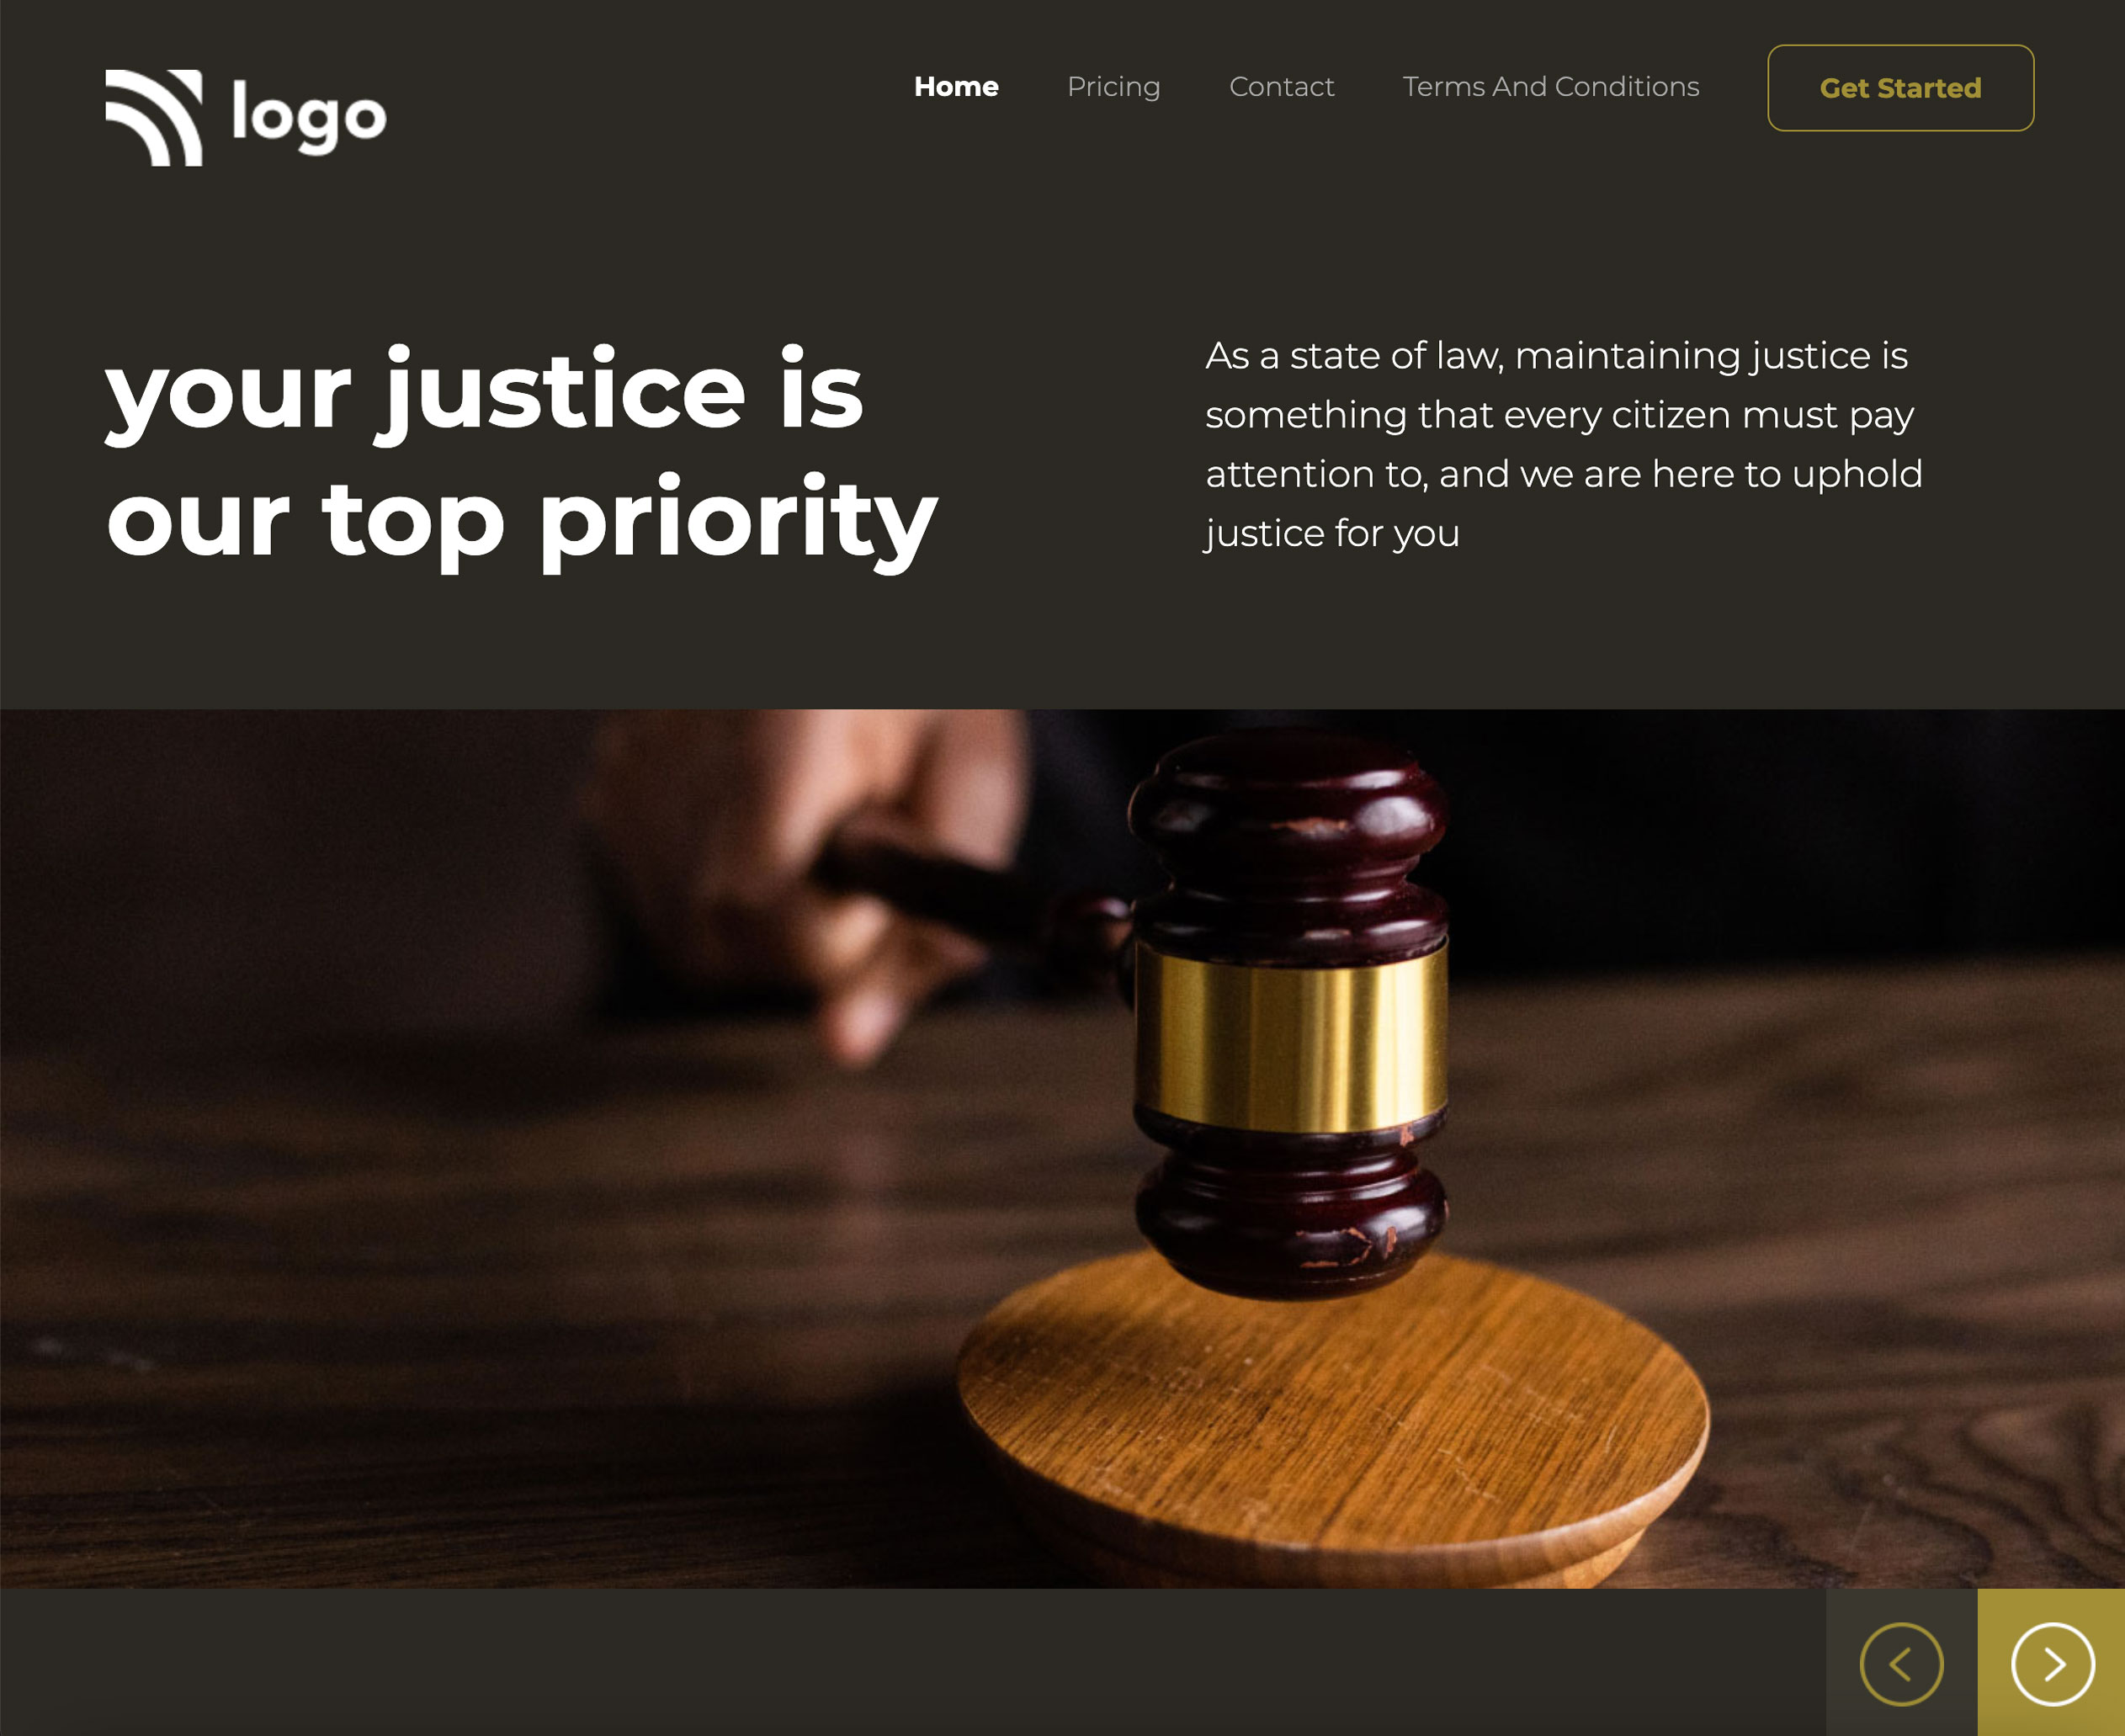 logo
Home
Pricing
Contact
Terms And Conditions
Get Started
your justice is
our top priority
As a state of law, maintaining justice is
something that every citizen must pay
attention to, and we are here to uphold
justice for you